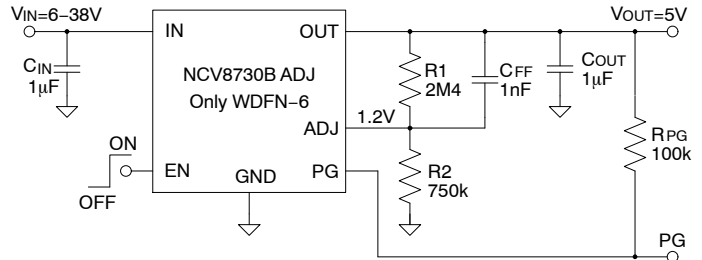 VIN=6–38V
VOUT=5V
IN
OUT
CIN
1µF
NCV8730B ADJ
Only WDFN–6
R1
2M4
CFF
1nF
COUT
1µF
1.2V
ADJ
RPG
100k
ON
OFF
EN
GND
PG
R2
750k
PG